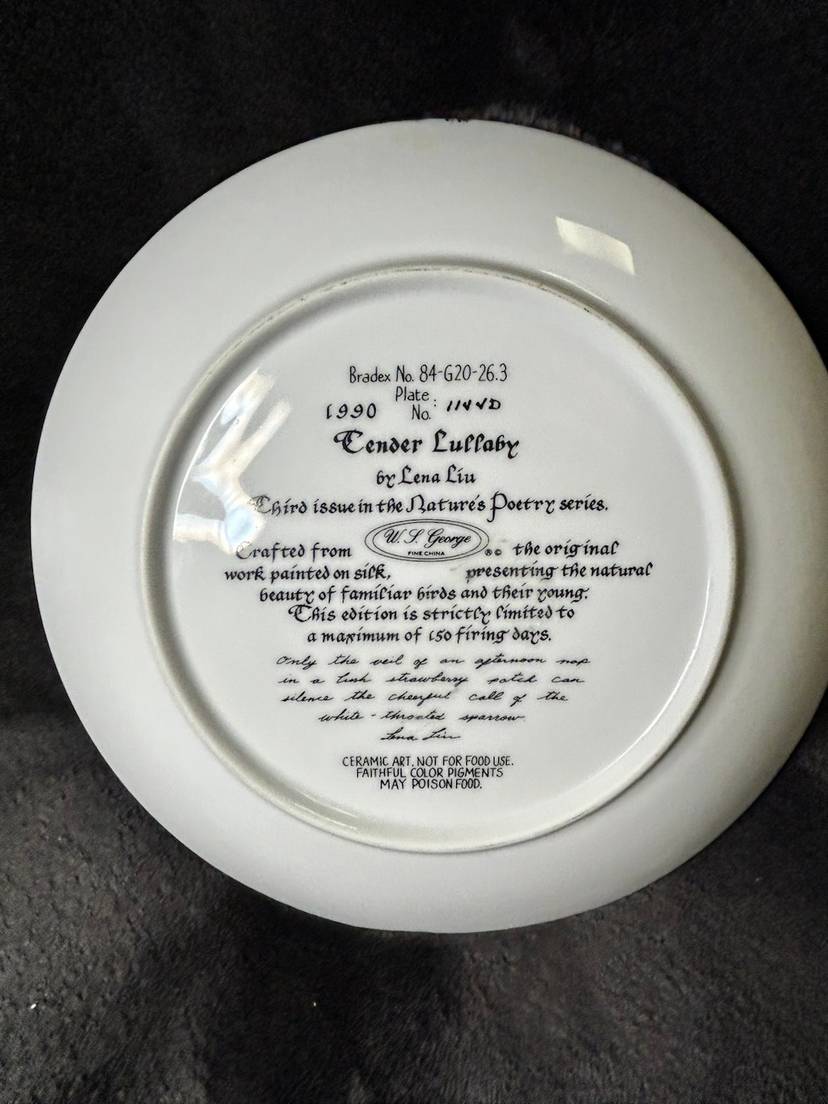 Bradex No. 84-G20-26.3
Plate
1990 No.:
Tender Lullaby
by Lena Liu
Third issue in the Nature's Poetry series.
Crafted from W. S. George FINE CHINA ®© the original
work painted on silk, presenting the natural
beauty of familiar birds and their young.
This edition is strictly limited to
a maximum of 150 firing days.
Only the veil of an afternoon nap
in a lush strawberry patch can
silence the cheerful call of the
white-throated sparrow
Lena Liu
CERAMIC ART, NOT FOR FOOD USE.
FAITHFUL COLOR PIGMENTS
MAY POISON FOOD.